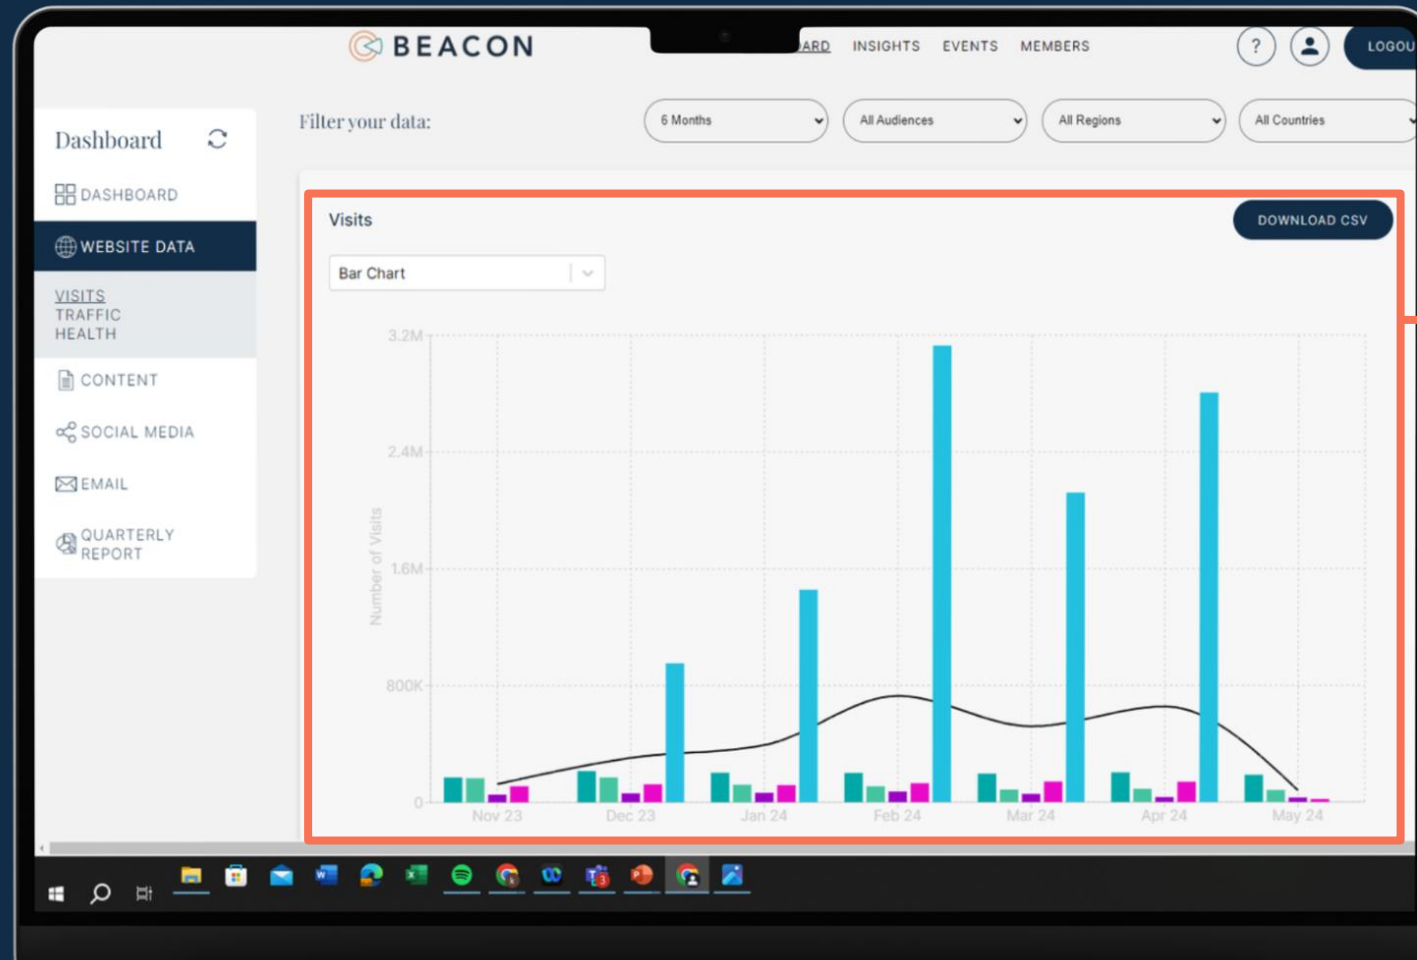 BEACON
ARD INSIGHTS EVENTS MEMBERS
?
LOGOU
Filter your data:
6 Months
All Audiences
All Regions
All Countries
Dashboard
DASHBOARD
WEBSITE DATA
VISITS
TRAFFIC
HEALTH
CONTENT
SOCIAL MEDIA
EMAIL
QUARTERLY
REPORT
Visits
DOWNLOAD CSV
Bar Chart
3.2M
2.4M
1.6M
800K
0
Number of Visits
Nov 23 Dec 23 Jan 24 Feb 24 Mar 24 Apr 24 May 24